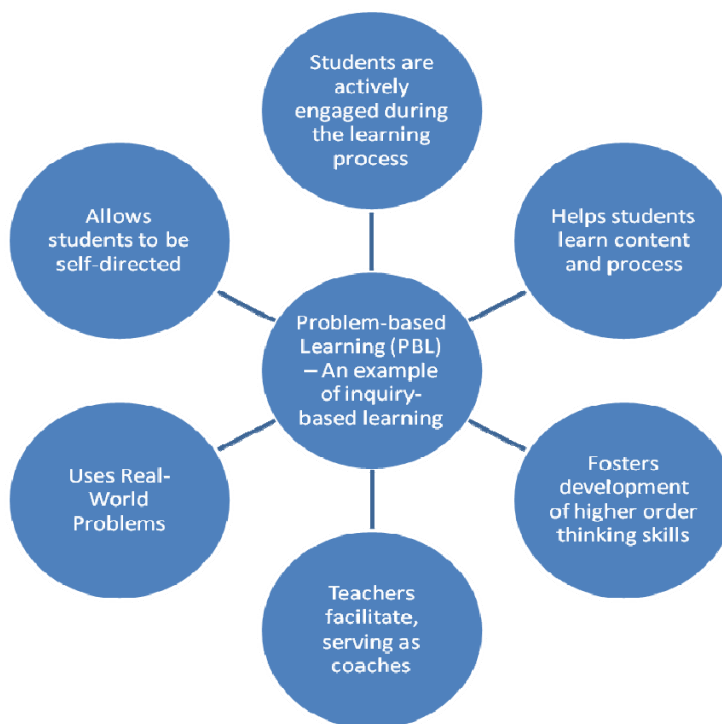 Students are
actively
engaged during
the learning
process
Helps students
learn content
and process
Fosters
development
of higher order
thinking skills
Teachers
facilitate,
serving as
coaches
Uses Real-
World
Problems
Allows
students to be
self-directed
Problem-based
Learning (PBL)
– An example
of inquiry-
based learning